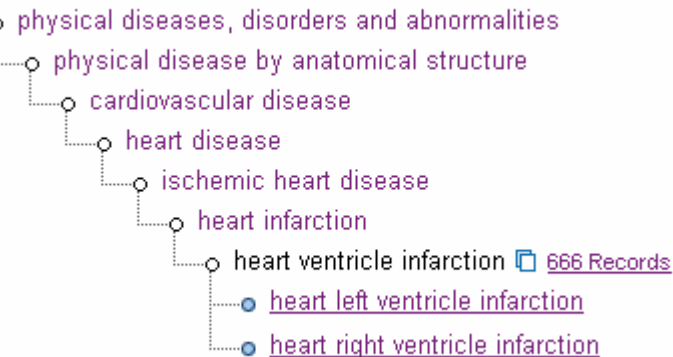 physical diseases, disorders and abnormalities
physical disease by anatomical structure
cardiovascular disease
heart disease
ischemic heart disease
heart infarction
heart ventricle infarction 666 Records
heart left ventricle infarction
heart right ventricle infarction